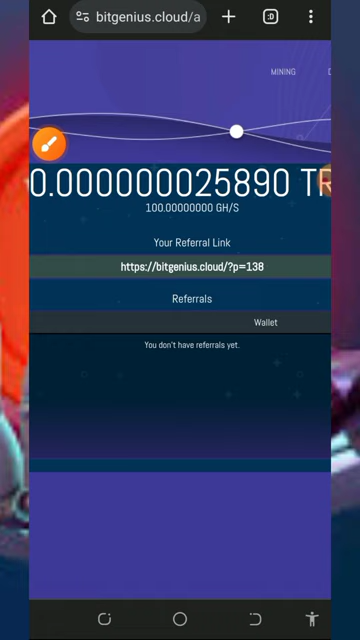 bitgenius.cloud/a
:D
MINING
0.000000025890 TR
100.00000000 GH/S
Your Referral Link
https://bitgenius.cloud/?p=138
Referrals
Wallet
You don't have referrals yet.